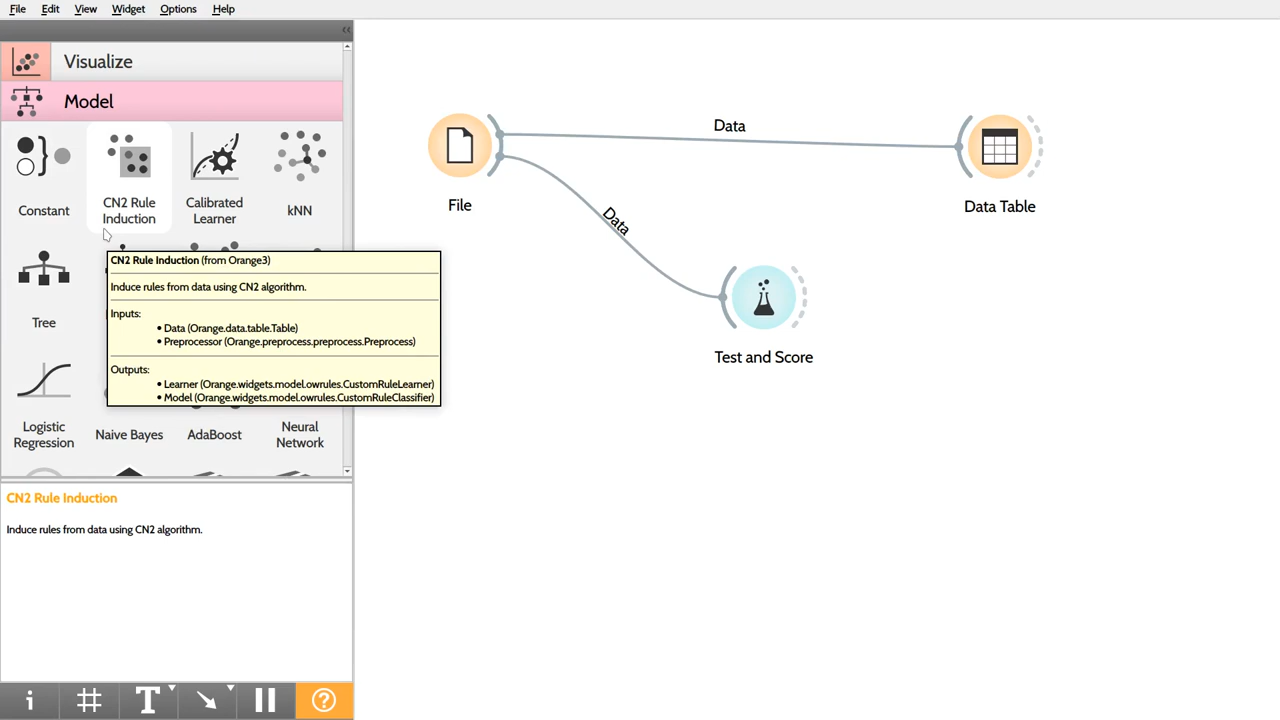 File Edit View Widget Options Help
Visualize
Model
Constant
CN2 Rule
Induction
Calibrated
Learner
kNN
CN2 Rule Induction (from Orange3)
Induce rules from data using CN2 algorithm.
Inputs:
• Data (Orange.data.table.Table)
• Preprocessor (Orange.preprocess.preprocess.Preprocess)
Outputs:
• Learner (Orange.widgets.model.owrules.CustomRuleLearner)
• Model (Orange.widgets.model.owrules.CustomRuleClassifier)
Tree
Logistic
Regression
Naive Bayes
AdaBoost
Neural
Network
CN2 Rule Induction
Induce rules from data using CN2 algorithm.
Data
File
Data Table
Data
Test and Score